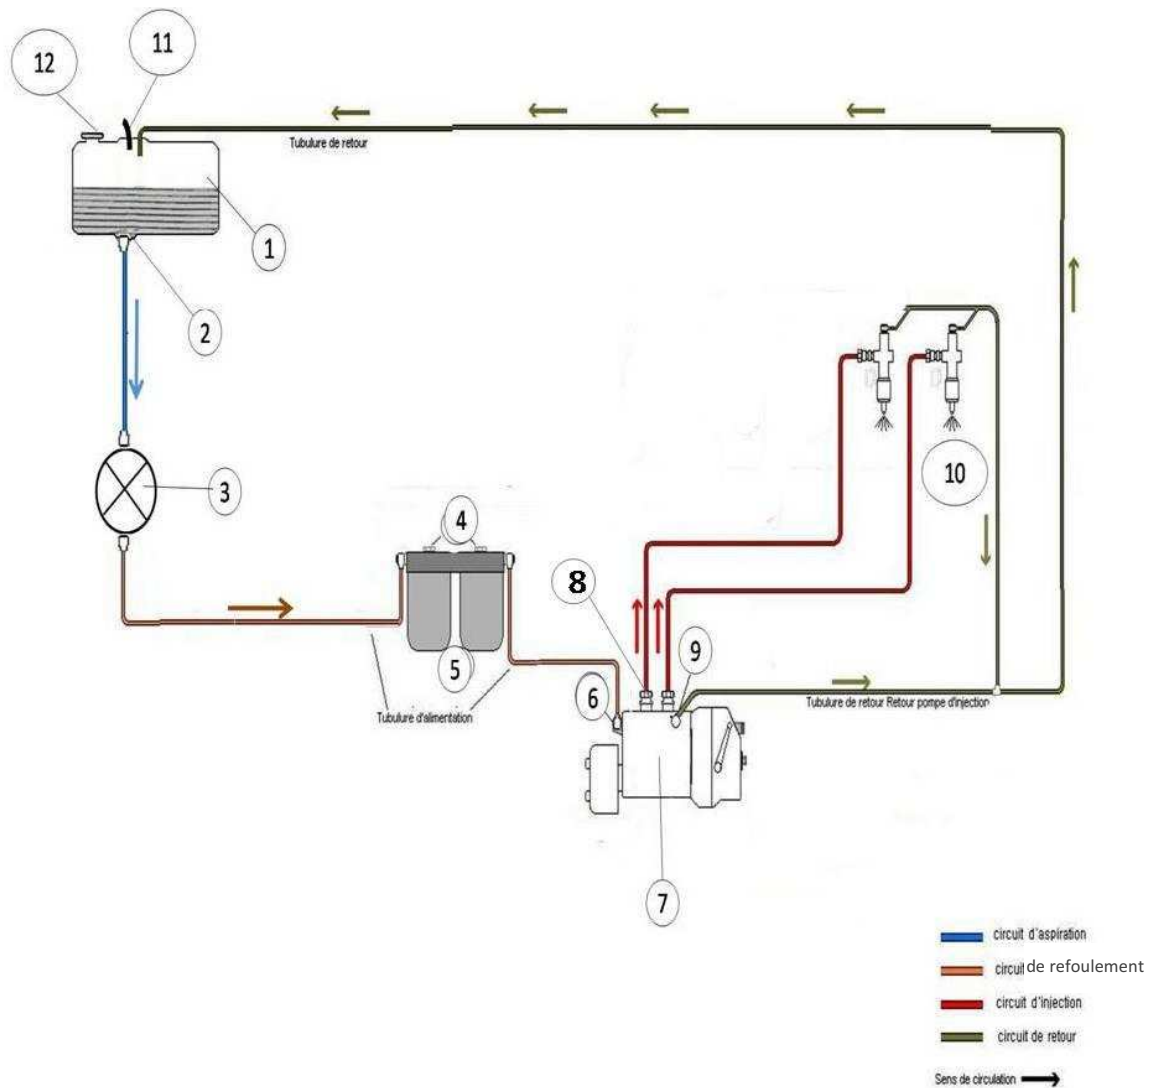 11
12
Tubulure de retour
1
2
3
10
4
8
5
9
6
Tubulure d'alimentation
Tubulure de retour Retour pompe d'injection
7
circuit d'aspiration
circuit de refoulement
circuit d'injection
circuit de retour
Sens de circulation